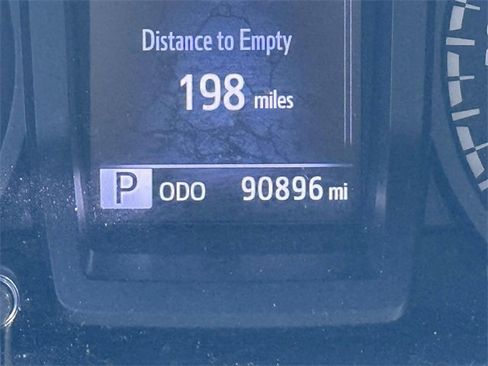 Distance to Empty
198 miles
P ODO 90896 mi